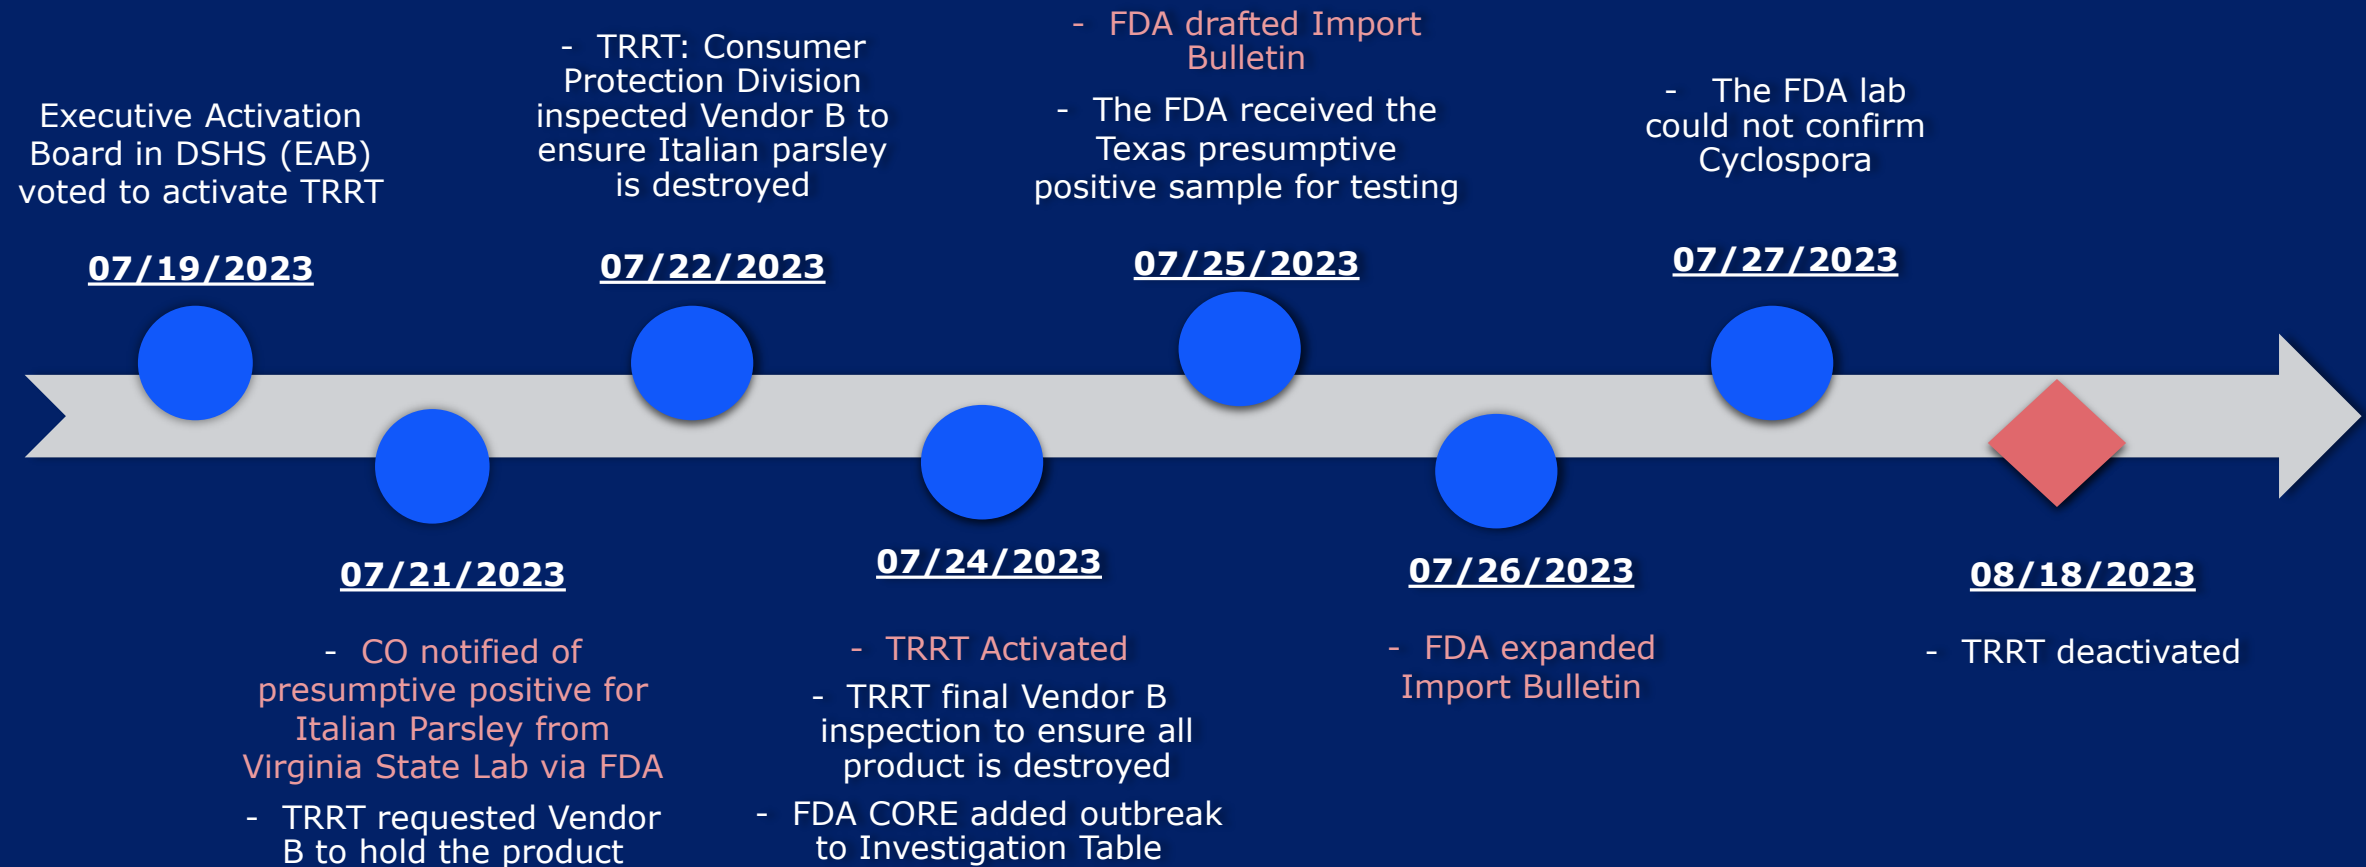 Executive Activation
Board in DSHS (EAB)
voted to activate TRRT
07/19/2023
- CO notified of
presumptive positive for
Italian Parsley from
Virginia State Lab via FDA
- TRRT requested Vendor
B to hold the product
07/21/2023
- TRRT: Consumer
Protection Division
inspected Vendor B to
ensure Italian parsley
is destroyed
07/22/2023
07/24/2023
- TRRT Activated
- TRRT final Vendor B
inspection to ensure all
product is destroyed
- FDA CORE added outbreak
to Investigation Table
- FDA drafted Import
Bulletin
- The FDA received the
Texas presumptive
positive sample for testing
07/25/2023
07/26/2023
- FDA expanded
Import Bulletin
- The FDA lab
could not confirm
Cyclospora
07/27/2023
08/18/2023
- TRRT deactivated